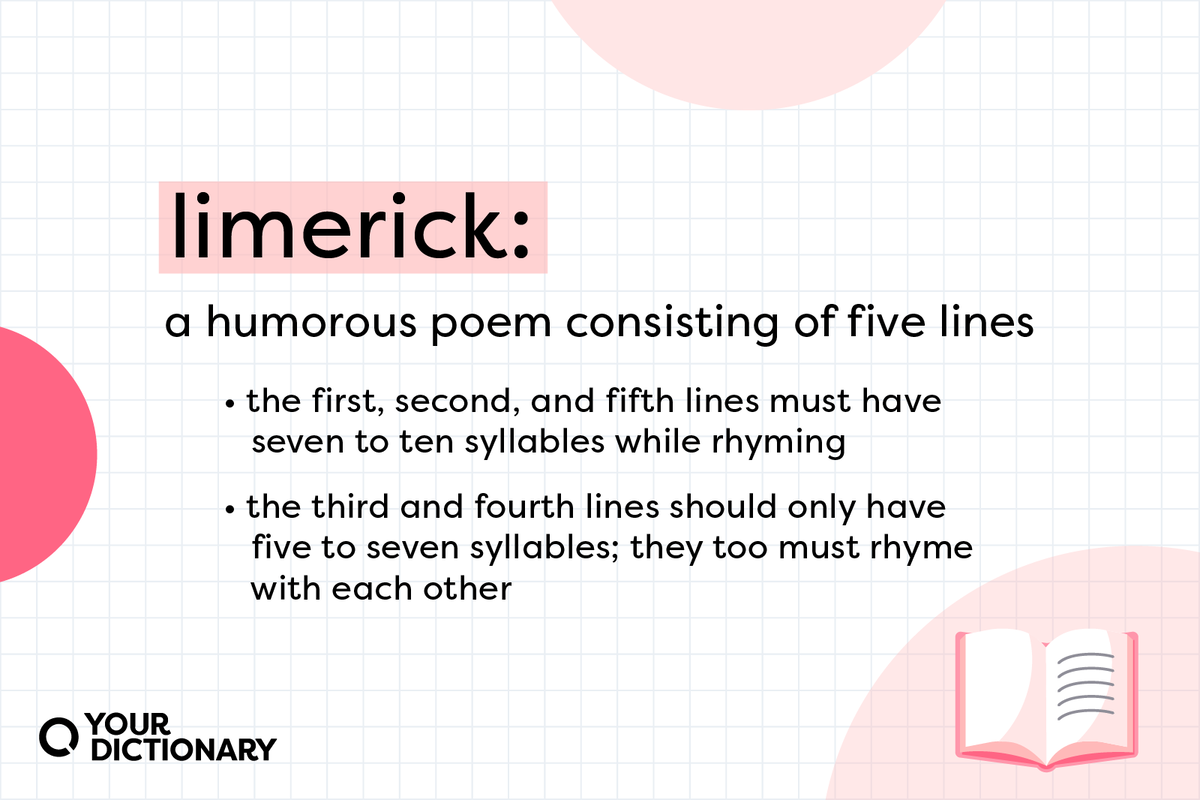 limerick:
a humorous poem consisting of five lines
• the first, second, and fifth lines must have
seven to ten syllables while rhyming
• the third and fourth lines should only have
five to seven syllables; they too must rhyme
with each other
YOUR
DICTIONARY